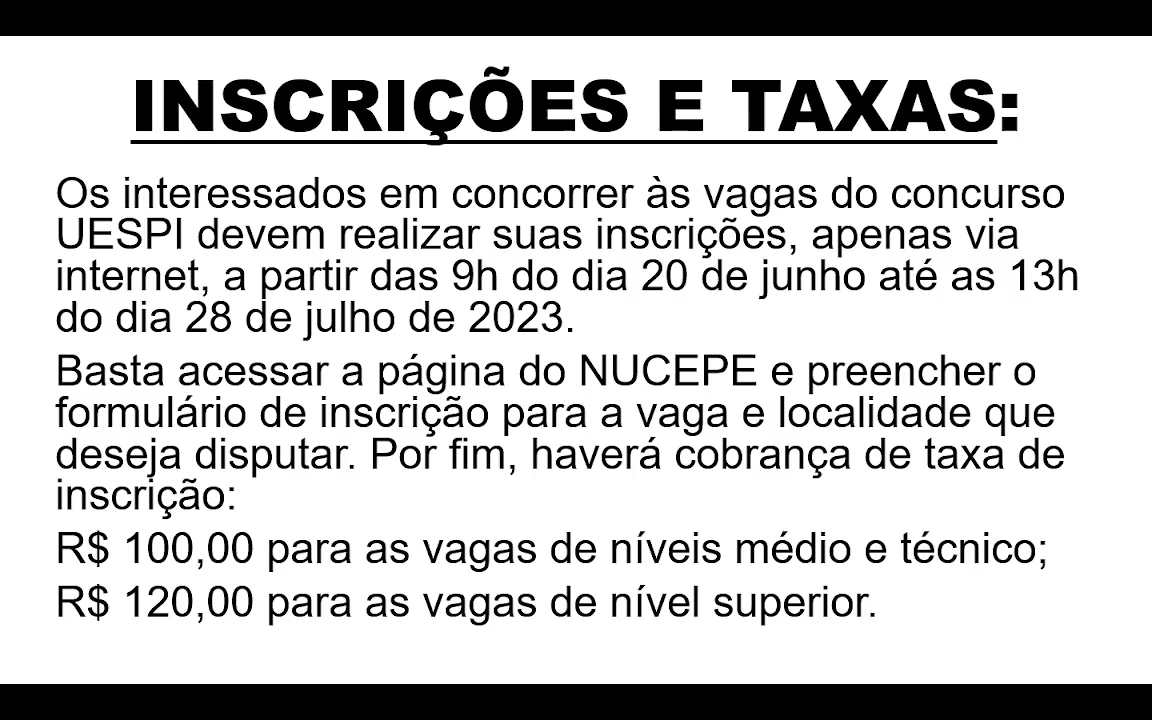 INSCRIÇÕES E TAXAS:
Os interessados em concorrer às vagas do concurso
UESPI devem realizar suas inscrições, apenas via
internet, a partir das 9h do dia 20 de junho até as 13h
do dia 28 de julho de 2023.
Basta acessar a página do NUCEPE e preencher o
formulário de inscrição para a vaga e localidade que
deseja disputar. Por fim, haverá cobrança de taxa de
inscrição:
R$ 100,00 para as vagas de níveis médio e técnico;
R$ 120,00 para as vagas de nível superior.